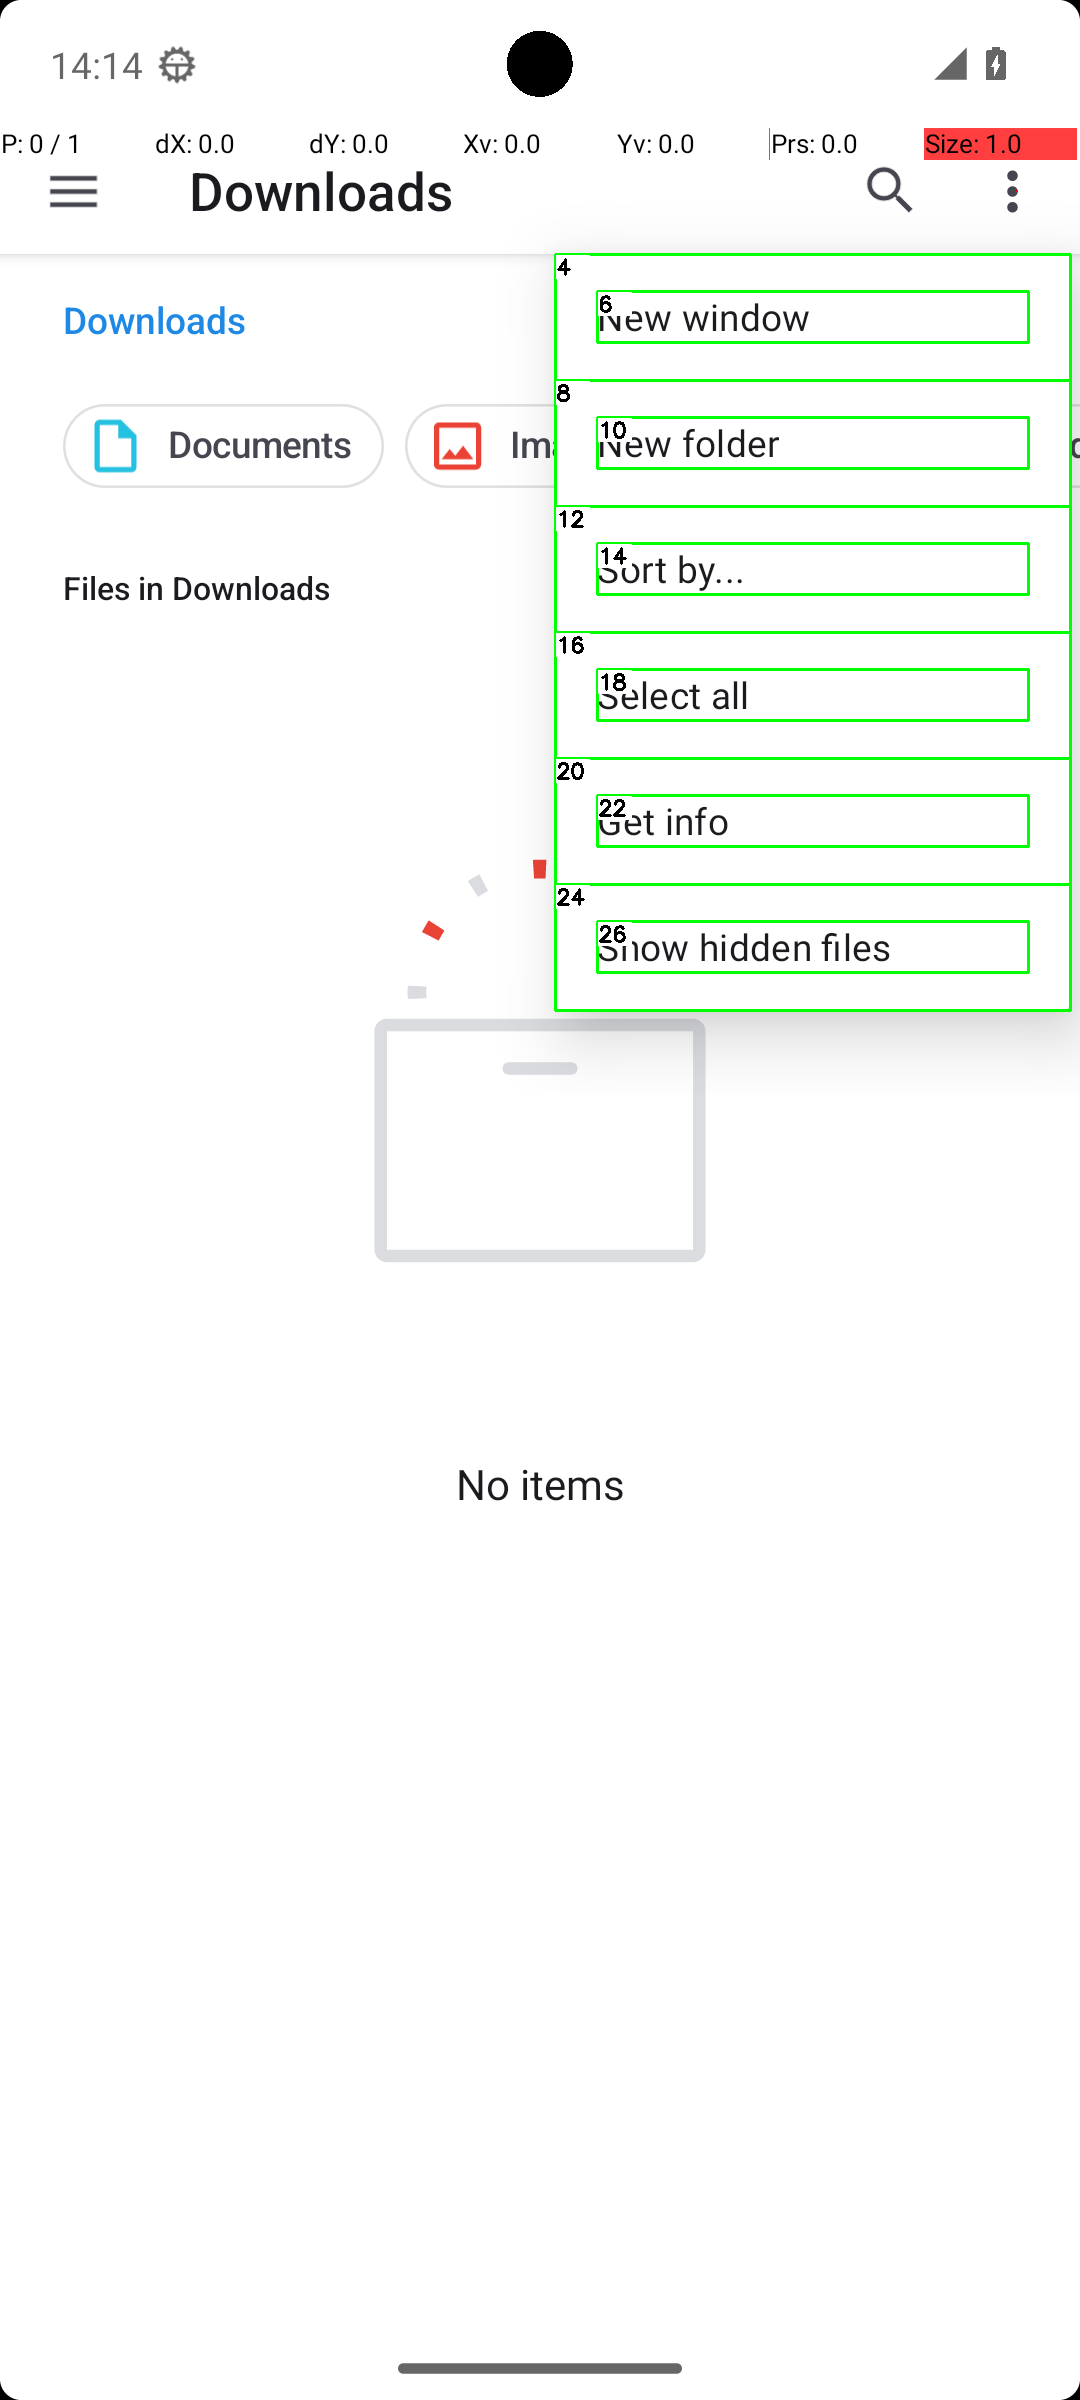 14:14
P: 0 / 1 dX: 0.0 dY: 0.0 Xv: 0.0 Yv: 0.0 Prs: 0.0 Size: 1.0
Downloads
4
Downloads
6
New window
8
Documents
10
New folder
12
14
Sort by...
Files in Downloads
16
18
Select all
20
22
Get info
24
26
Show hidden files
No items